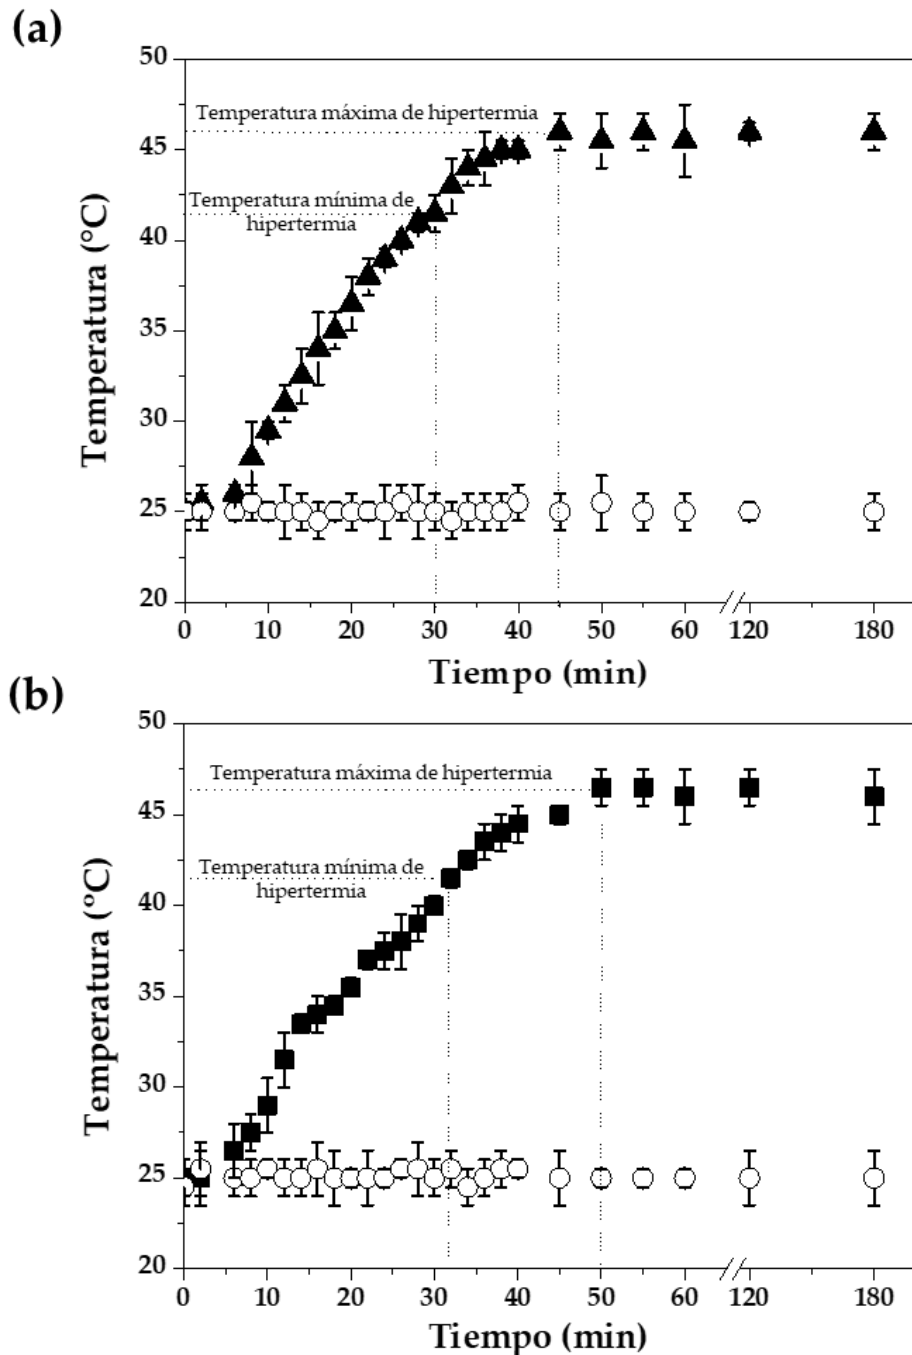 (a)
50
45
40
35
30
25
20
Temperatura (°C)
Temperatura máxima de hipertermia
Temperatura mínima de
hipertermia
0 10 20 30 40 50 60 120 180
Tiempo (min)
(b)
50
45
40
35
30
25
20
Temperatura (ºC)
Temperatura máxima de hipertermia
Temperatura mínima de
hipertermia
0 10 20 30 40 50 60 120 180
Tiempo (min)